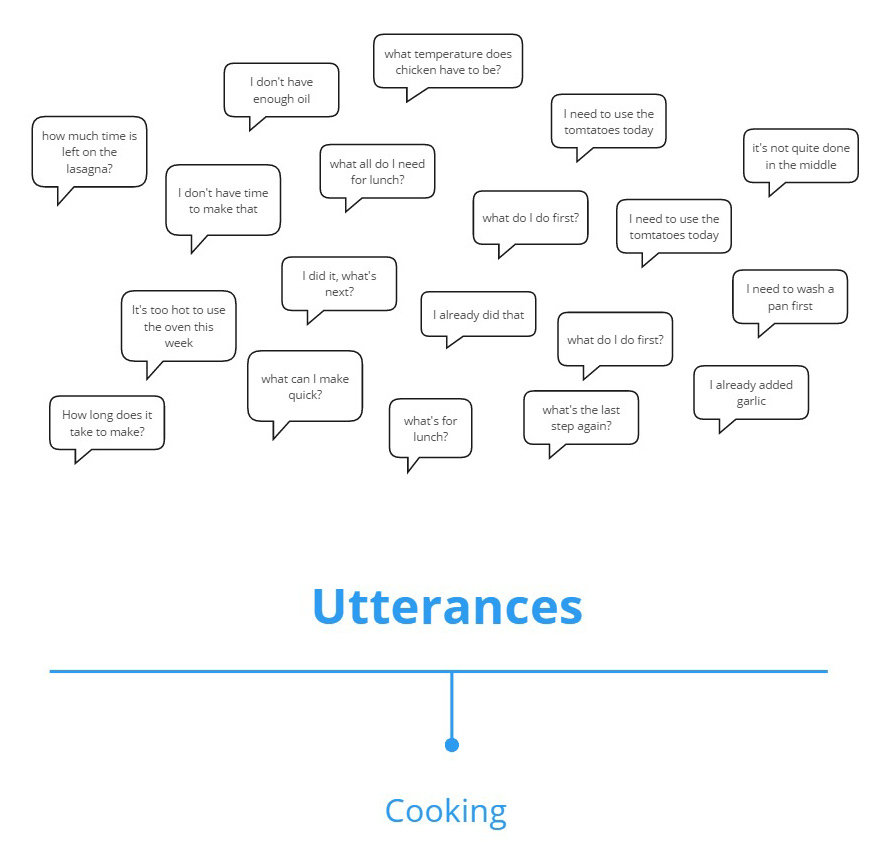 what temperature does
chicken have to be?
I don't have
enough oil
I need to use the
tomtatoes today
how much time is
left on the
lasagna?
it's not quite done
in the middle
what all do I need
for lunch?
I don't have time
to make that
what do I do first?
I need to use the
tomtatoes today
I did it, what's
next?
I need to wash a
pan first
It's too hot to use
the oven this
week
I already did that
what do I do first?
what can I make
quick?
I already added
garlic
How long does it
take to make?
what's for
lunch?
what's the last
step again?
Utterances
Cooking